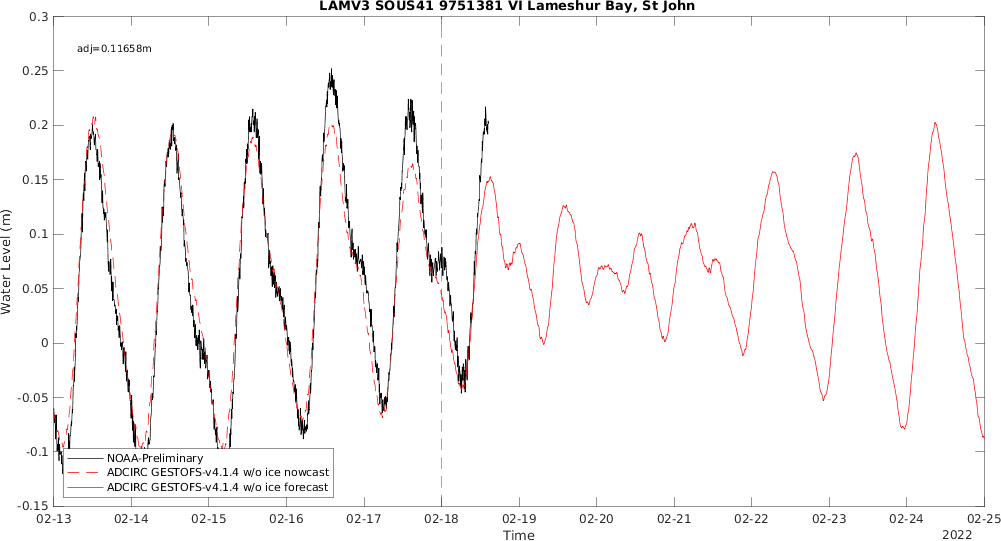 LAMV3 SOUS41 9751381 VI Lameshur Bay, St John
adj=0.11658m
0.3
0.25
0.2
0.15
0.1
0.05
0
-0.05
-0.1
-0.15
Water Level (m)
NOAA-Preliminary
ADCIRC GESTOFS-v4.1.4 w/o ice nowcast
ADCIRC GESTOFS-v4.1.4 w/o ice forecast
02-13 02-14 02-15 02-16 02-17 02-18 02-19 02-20 02-21 02-22 02-23 02-24 02-25
Time
2022